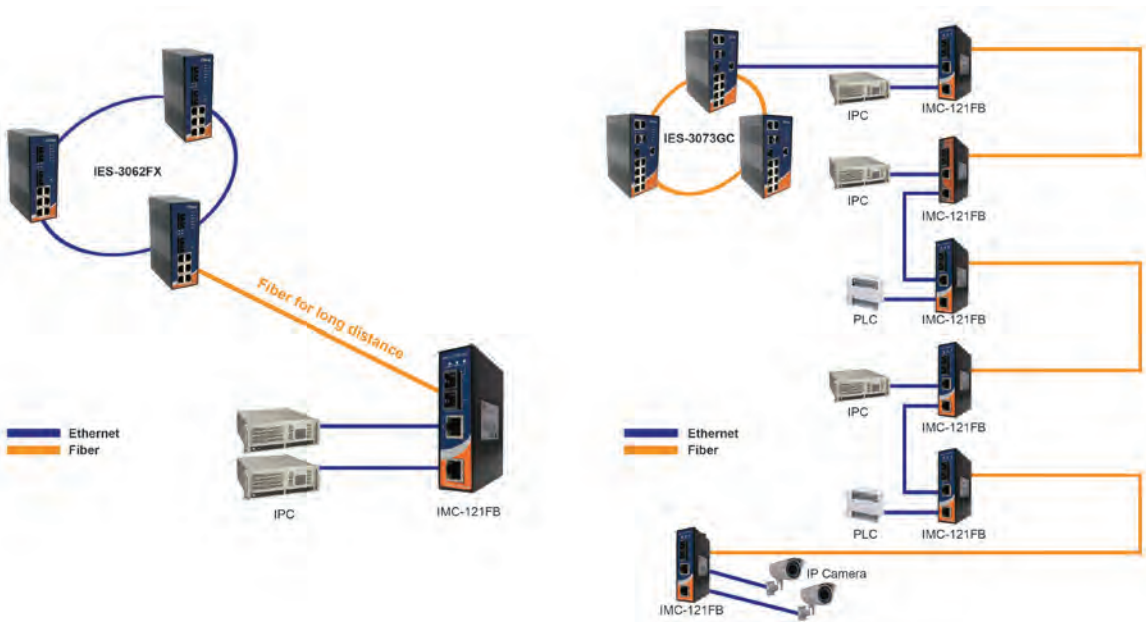 IES-3062FX
Fiber for long distance
Ethernet
Fiber
IPC
IMC-121FB
IES-3073GC
IPC
IMC-121FB
IPC
IMC-121FB
PLC
IMC-121FB
IPC
IMC-121FB
Ethernet
Fiber
PLC
IMC-121FB
IP Camera
IMC-121FB